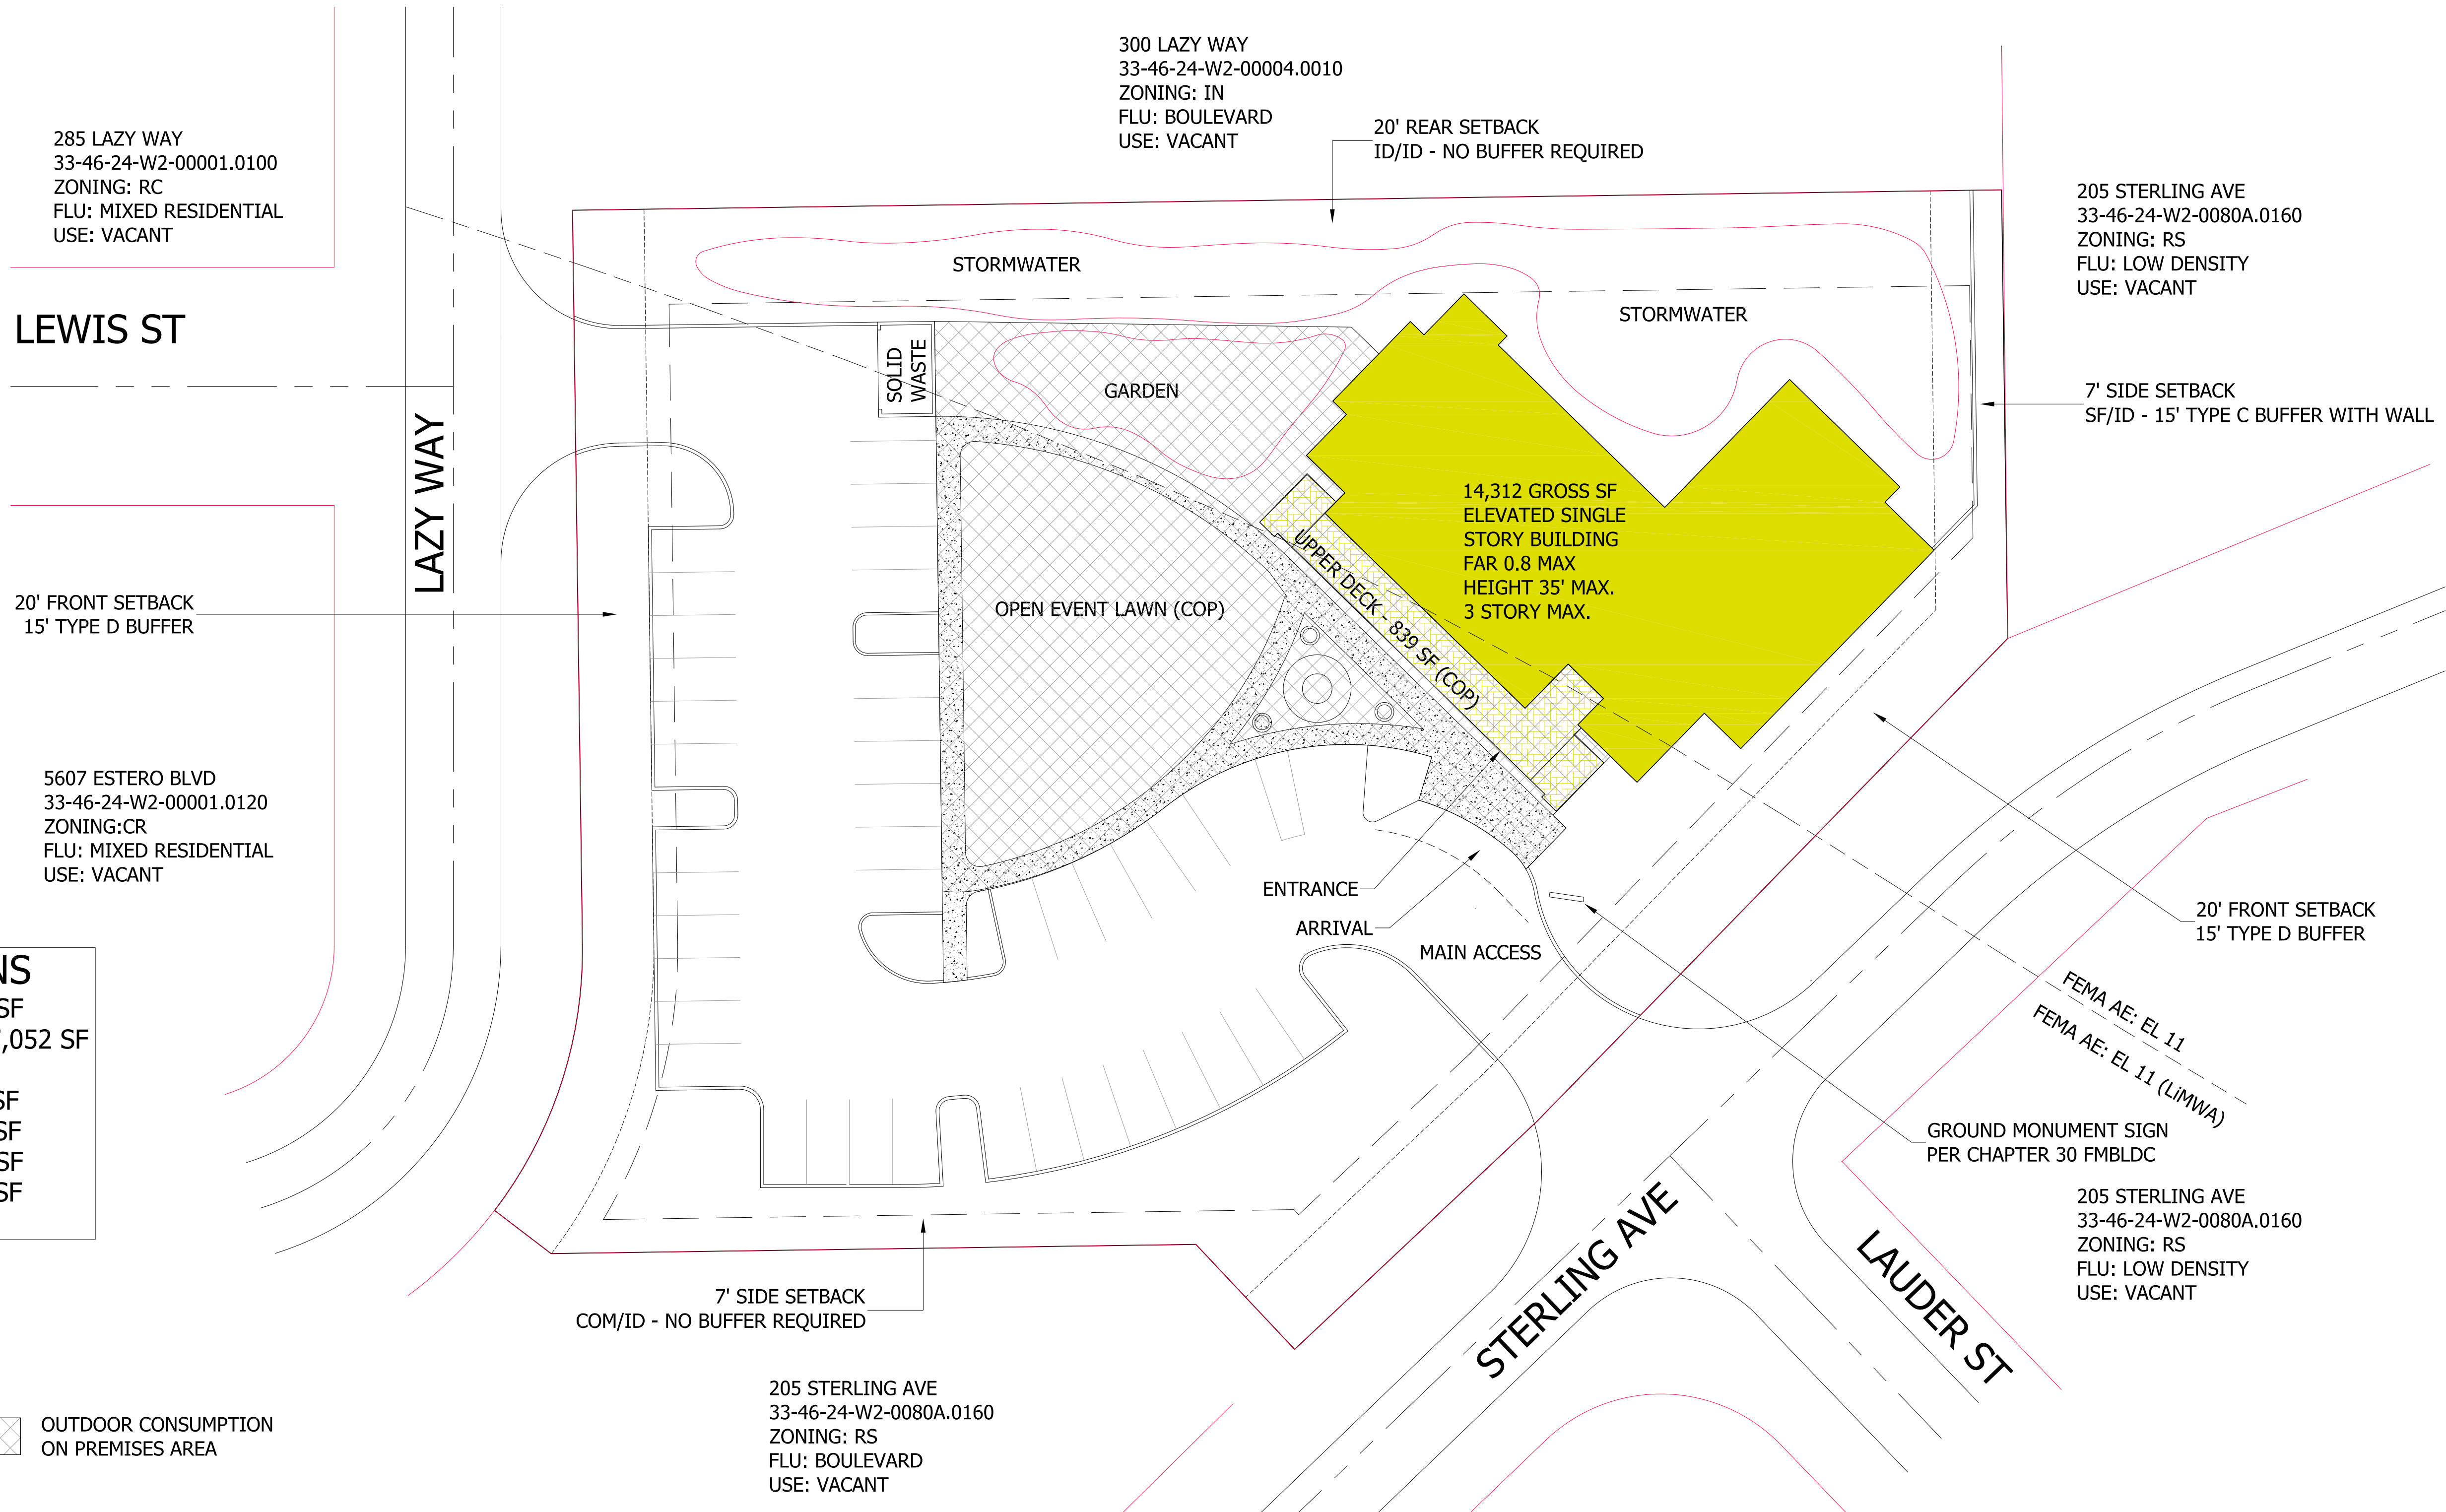 300 LAZY WAY
33-46-24-W2-00004.0010
ZONING: IN
FLU: BOULEVARD
USE: VACANT
20' REAR SETBACK
ID/ID - NO BUFFER REQUIRED
285 LAZY WAY
33-46-24-W2-00001.0100
ZONING: RC
FLU: MIXED RESIDENTIAL
USE: VACANT
205 STERLING AVE
33-46-24-W2-0080A.0160
ZONING: RS
FLU: LOW DENSITY
USE: VACANT
STORMWATER
STORMWATER
LEWIS ST
SOLID
WASTE
GARDEN
7' SIDE SETBACK
SF/ID - 15' TYPE C BUFFER WITH WALL
LAZY WAY
14,312 GROSS SF
ELEVATED SINGLE
STORY BUILDING
FAR 0.8 MAX
HEIGHT 35' MAX.
3 STORY MAX.
UPPER DECK - 839 SF (COP)
20' FRONT SETBACK
15' TYPE D BUFFER
OPEN EVENT LAWN (COP)
5607 ESTERO BLVD
33-46-24-W2-00001.0120
ZONING:CR
FLU: MIXED RESIDENTIAL
USE: VACANT
ENTRANCE
ARRIVAL
MAIN ACCESS
20' FRONT SETBACK
15' TYPE D BUFFER
FEMA AE: EL 11
FEMA AE: EL 11 (LiMWA)
NS
SF
,052 SF
SF
SF
SF
SF
GROUND MONUMENT SIGN
PER CHAPTER 30 FMBLDC
205 STERLING AVE
33-46-24-W2-0080A.0160
ZONING: RS
FLU: LOW DENSITY
USE: VACANT
STERLING AVE
LAUDER ST
7' SIDE SETBACK
COM/ID - NO BUFFER REQUIRED
205 STERLING AVE
33-46-24-W2-0080A.0160
ZONING: RS
FLU: BOULEVARD
USE: VACANT
OUTDOOR CONSUMPTION
ON PREMISES AREA